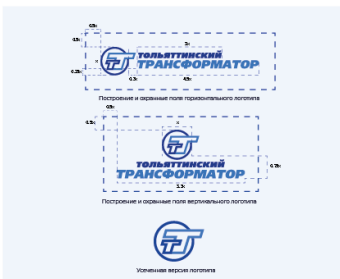 ТОЛЬЯТТИНСКИЙ
ТРАНСФОРМАТОР
Построение и охранные поля горизонтального логотипа
ТОЛЬЯТТИНСКИЙ
ТРАНСФОРМАТОР
Построение и охранные поля вертикального логотипа
Усеченная версия логотипа